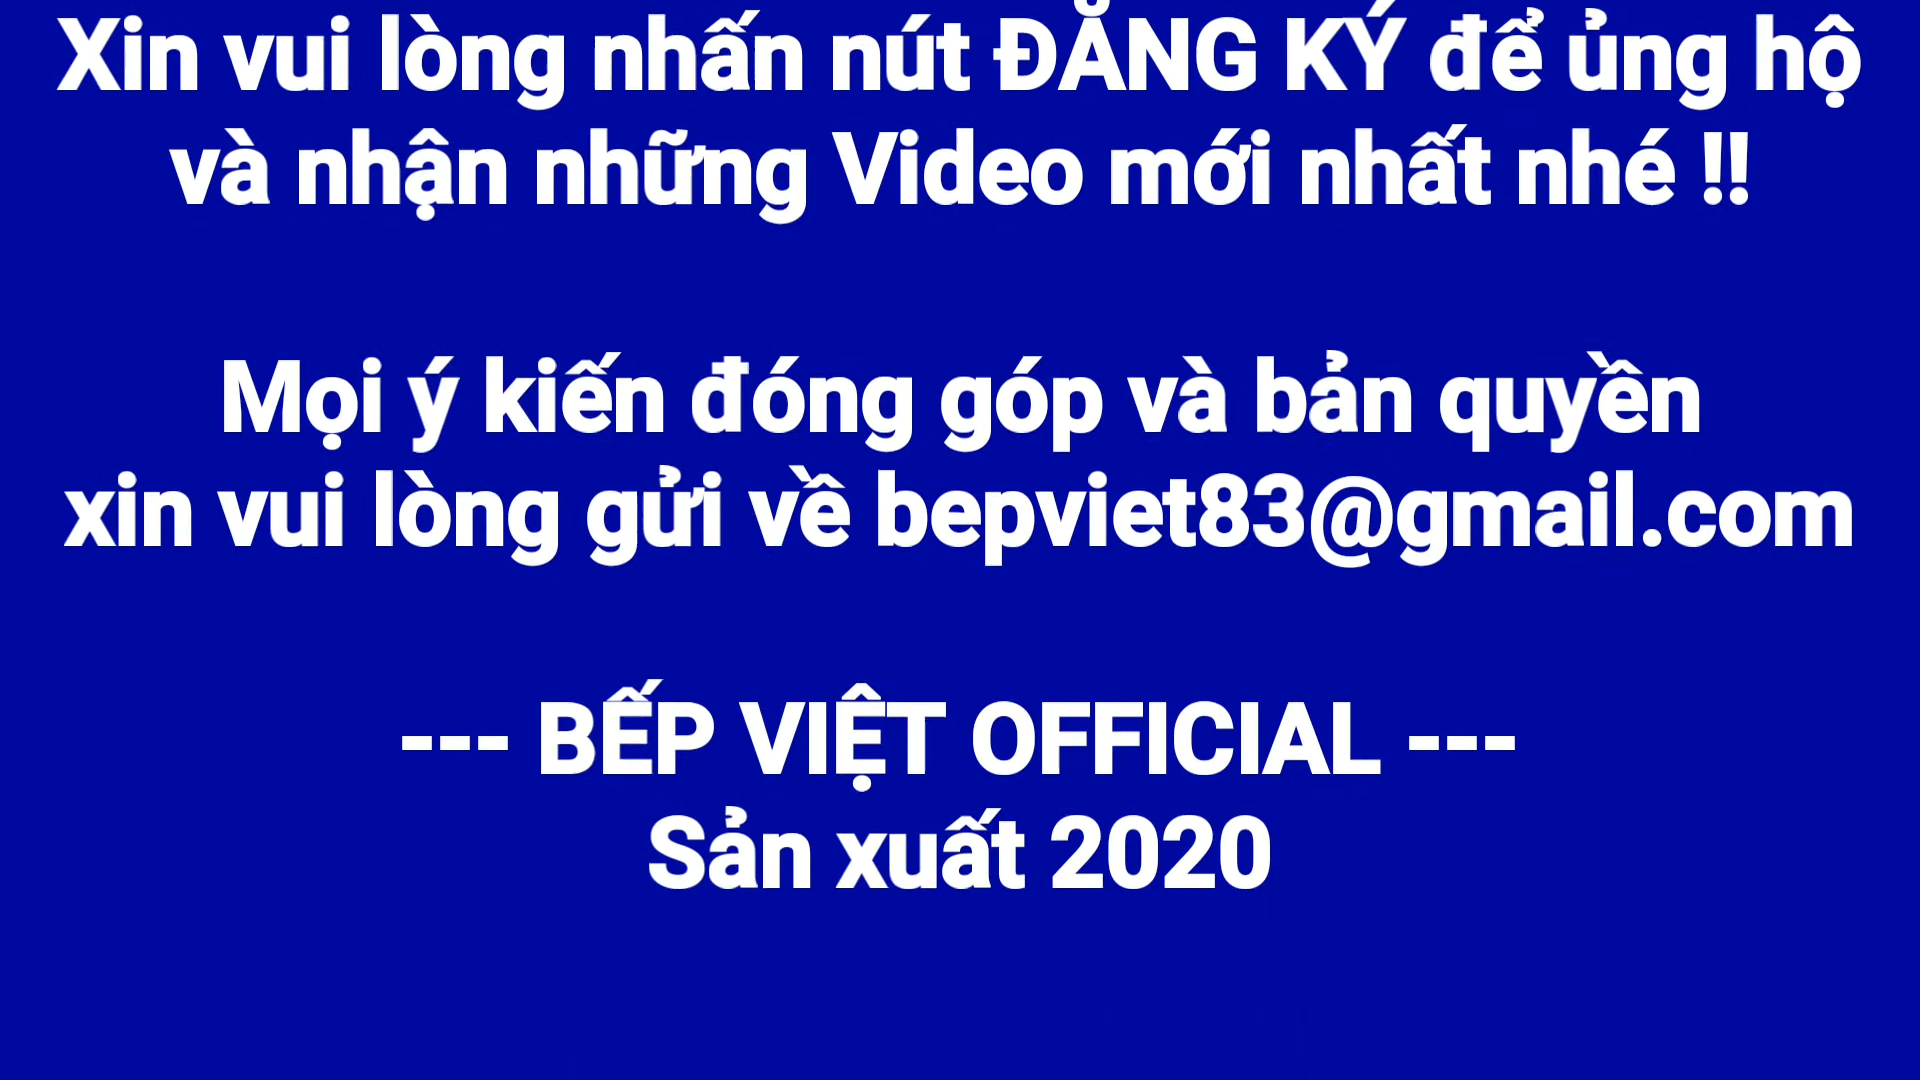 Xin vui lòng nhấn nút ĐĂNG KÝ để ủng hộ
và nhận những Video mới nhất nhé !!
Mọi ý kiến đóng góp và bản quyền
xin vui lòng gửi về bepviet83@gmail.com
--- BẾP VIỆT OFFICIAL ---
Sản xuất 2020